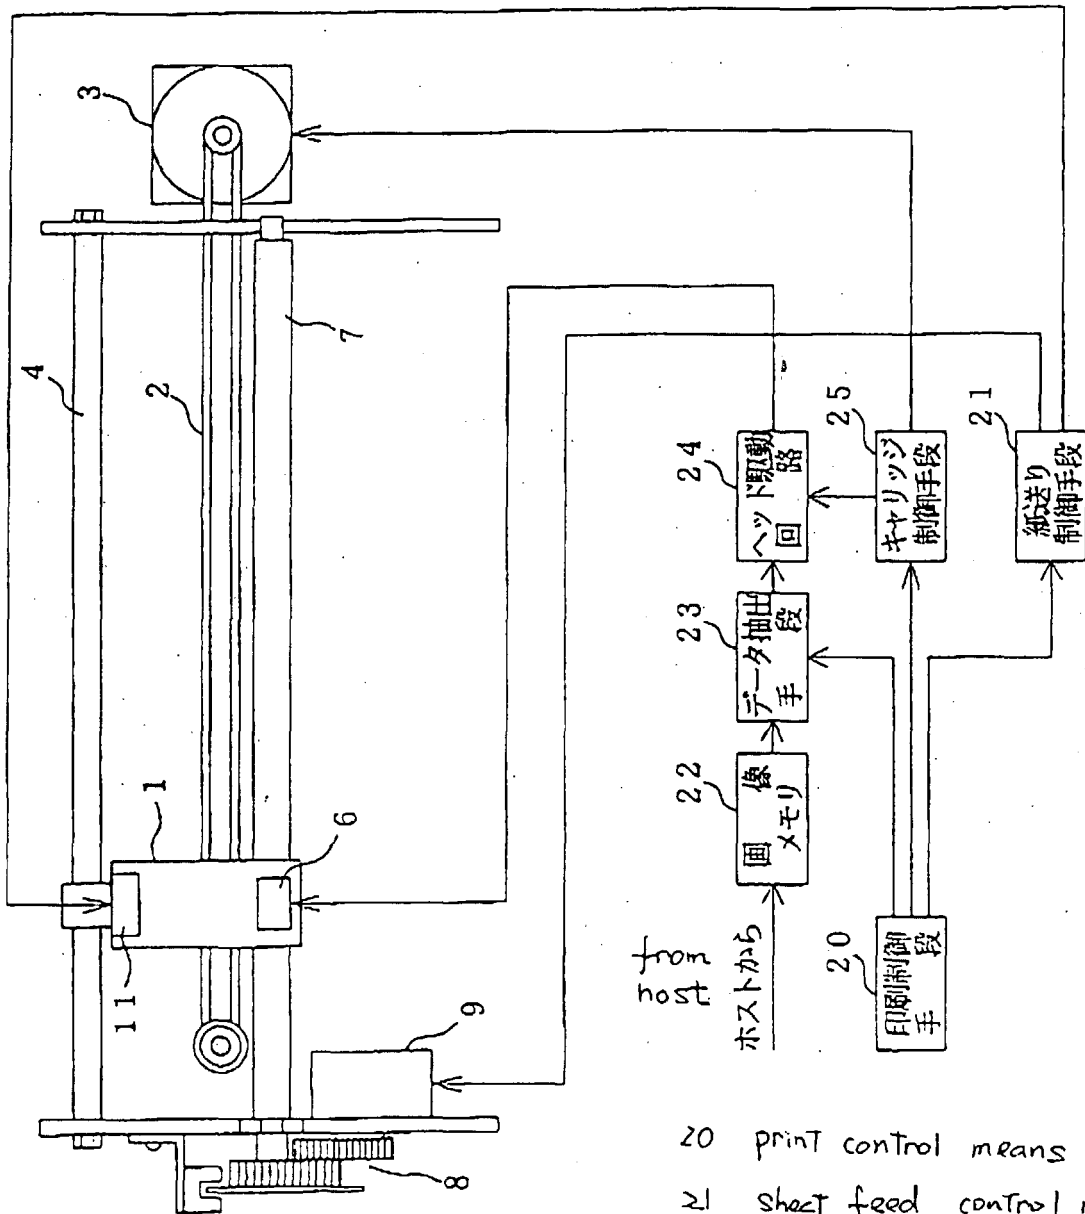 3
4
2
7
1
6
11
9
8
24
ヘッド駆動
回路
25
キャリッジ
制御手段
21
紙送り
制御手段
23
データ抽出
手段
22
画像
メモリ
20
印刷制御
手段
from
host
ホストから
20 print control means
21 sheet feed control